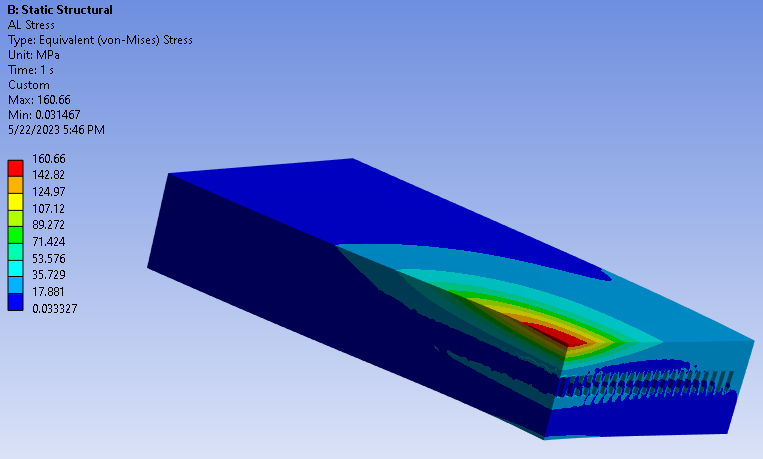 B: Static Structural
AL Stress
Type: Equivalent (von-Mises) Stress
Unit: MPa
Time: 1 s
Custom
Max: 160.66
Min: 0.031467
5/22/2023 5:46 PM
160.66
142.82
124.97
107.12
89.272
71.424
53.576
35.729
17.881
0.033327